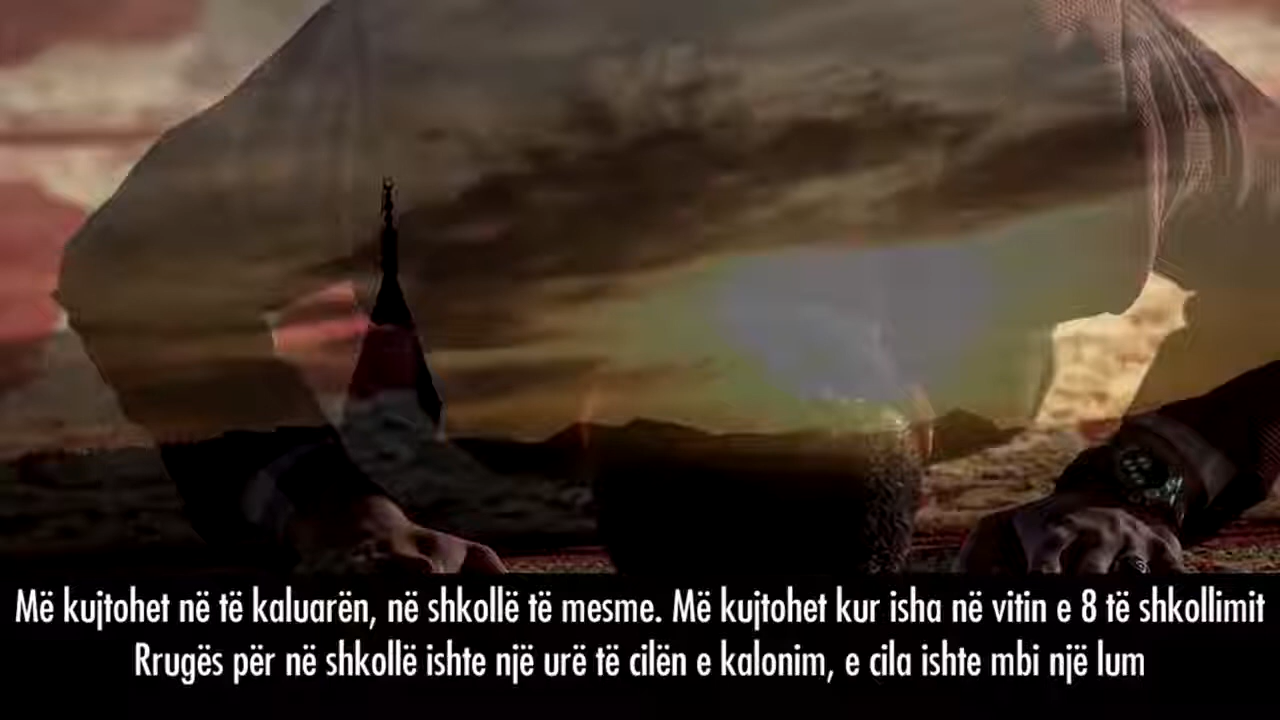 Më kujtohet në të kaluarën, në shkollë të mesme. Më kujtohet kur isha në vitin e 8 të shkollimit
Rrugës për në shkollë ishte një urë të cilën e kalonim, e cila ishte mbi një lum